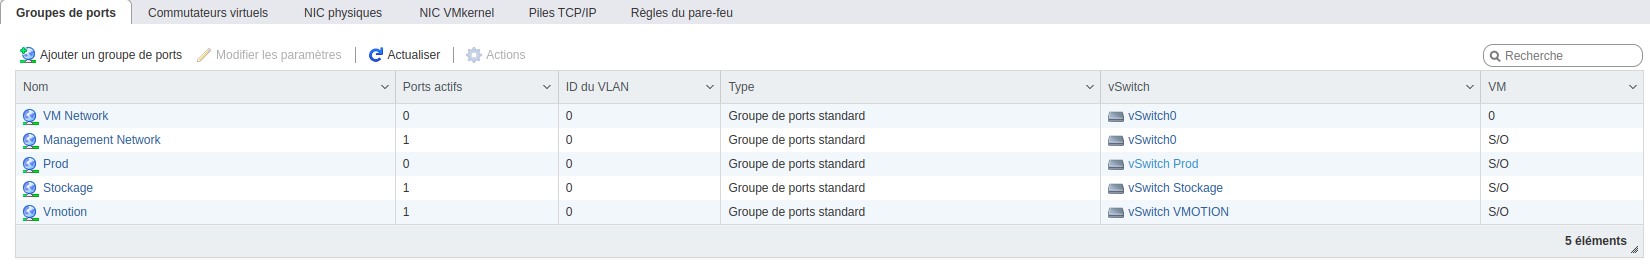 Groupes de ports Commutateurs virtuels NIC physiques NIC VMkernel Piles TCP/IP Règles du pare-feu
Ajouter un groupe de ports Modifier les paramètres Actualiser Actions Recherche
Nom Ports actifs ID du VLAN Type vSwitch VM
VM Network 0 0 Groupe de ports standard vSwitch0 0
Management Network 1 0 Groupe de ports standard vSwitch0 S/O
Prod 0 0 Groupe de ports standard vSwitch Prod S/O
Stockage 1 0 Groupe de ports standard vSwitch Stockage S/O
Vmotion 1 0 Groupe de ports standard vSwitch VMOTION S/O
5 éléments